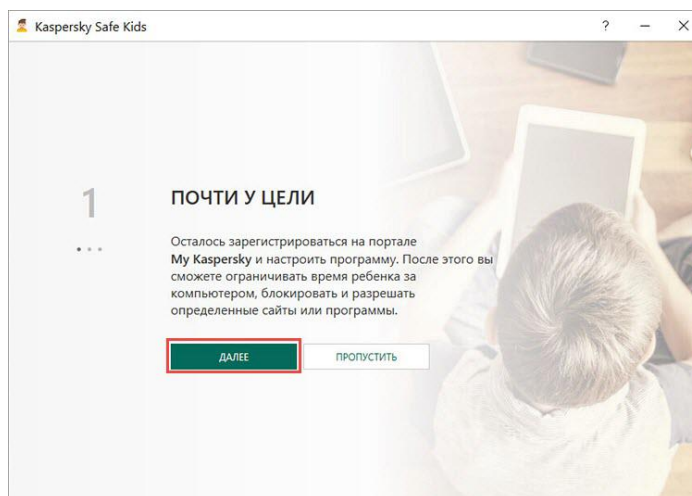 Kaspersky Safe Kids
?
1
ПОЧТИ У ЦЕЛИ
Осталось зарегистрироваться на портале
My Kaspersky и настроить программу. После этого вы
сможете ограничивать время ребенка за
компьютером, блокировать и разрешать
определенные сайты или программы.
ДАЛЕЕ
ПРОПУСТИТЬ